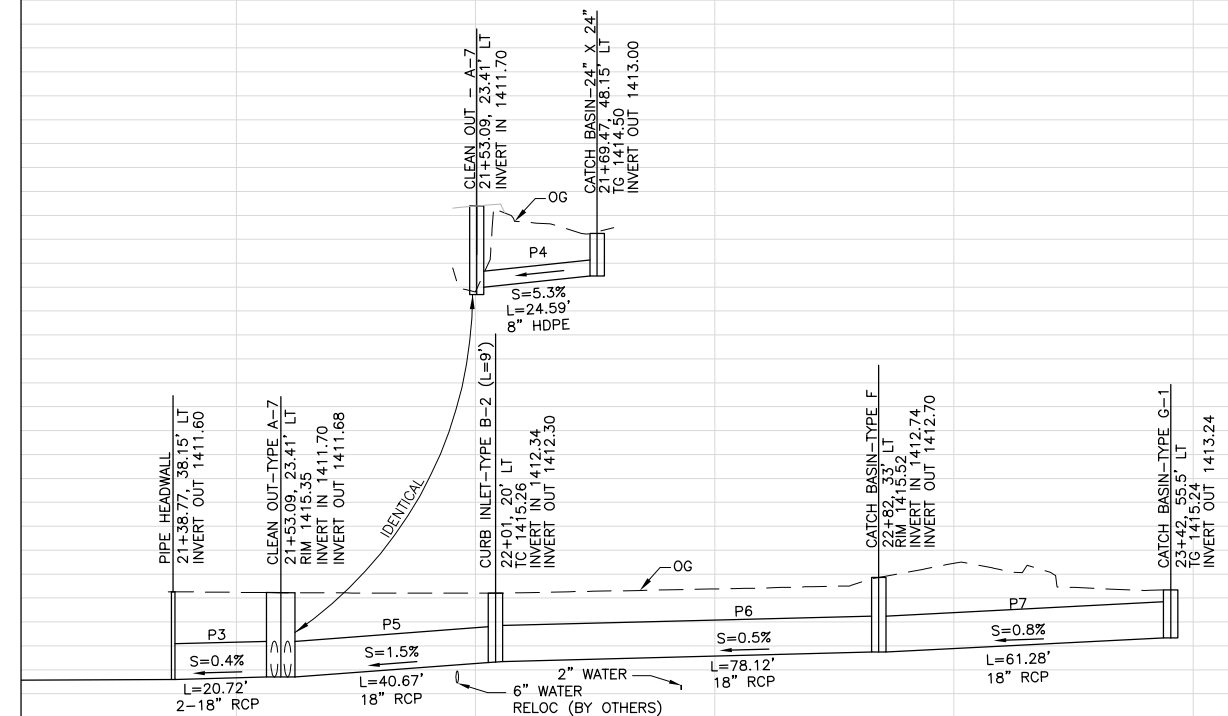 CLEAN OUT - A-7
21+53.09, 23.41' LT
INVERT IN 1411.70
CATCH BASIN-24" X 24"
21+69.47, 48.15' LT
TG 1414.50
INVERT OUT 1413.00
OG
P4
S=5.3%
L=24.59'
8" HDPE
IDENTICAL
PIPE HEADWALL
21+38.77, 38.15' LT
INVERT OUT 1411.60
CLEAN OUT-TYPE A-7
21+53.09, 23.41' LT
RIM 1415.35
INVERT IN 1411.70
INVERT OUT 1411.68
CURB INLET-TYPE B-2 (L=9')
22+01, 20' LT
TC 1415.26
INVERT IN 1412.34
INVERT OUT 1412.30
CATCH BASIN-TYPE F
22+82, 33' LT
RIM 1415.52
INVERT IN 1412.74
INVERT OUT 1412.70
CATCH BASIN-TYPE G-1
23+42, 55.5' LT
TG 1415.24
INVERT OUT 1413.24
OG
P3
S=0.4%
L=20.72'
2-18" RCP
P5
S=1.5%
L=40.67'
18" RCP
P6
S=0.5%
L=78.12'
18" RCP
P7
S=0.8%
L=61.28'
18" RCP
2" WATER
6" WATER
RELOC (BY OTHERS)